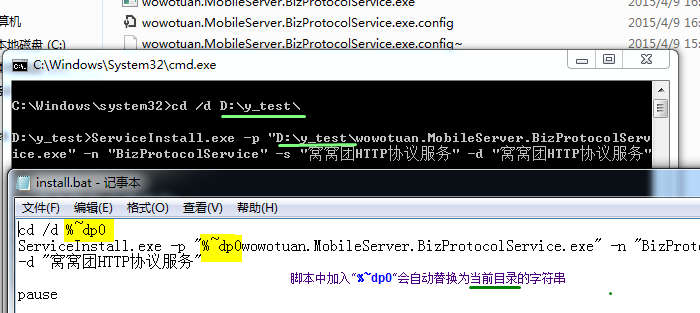 wowotuan.MobileServer.BizProtocolService.exe 2015/4/9 16
算机 wowotuan.MobileServer.BizProtocolService.exe.config 2015/4/9 15
本地磁盘 (C:) wowotuan.MobileServer.BizProtocolService.exe.config~ 2015/4/9 16
C:\Windows\System32\cmd.exe
C:\Windows\system32>cd /d D:\y_test\
D:\y_test>ServiceInstall.exe -p "D:\y_test\wowotuan.MobileServer.BizProtocolServ
ice.exe" -n "BizProtocolService" -s "窝窝团HTTP协议服务" -d "窝窝团HTTP协议服务"
install.bat - 记事本
文件(F) 编辑(E) 格式(O) 查看(V) 帮助(H)
cd /d %~dp0
ServiceInstall.exe -p "%~dp0wowotuan.MobileServer.BizProtocolService.exe" -n "BizProto
-d "窝窝团HTTP协议服务"
脚本中加入“%~dp0”会自动替换为当前目录的字符串
pause